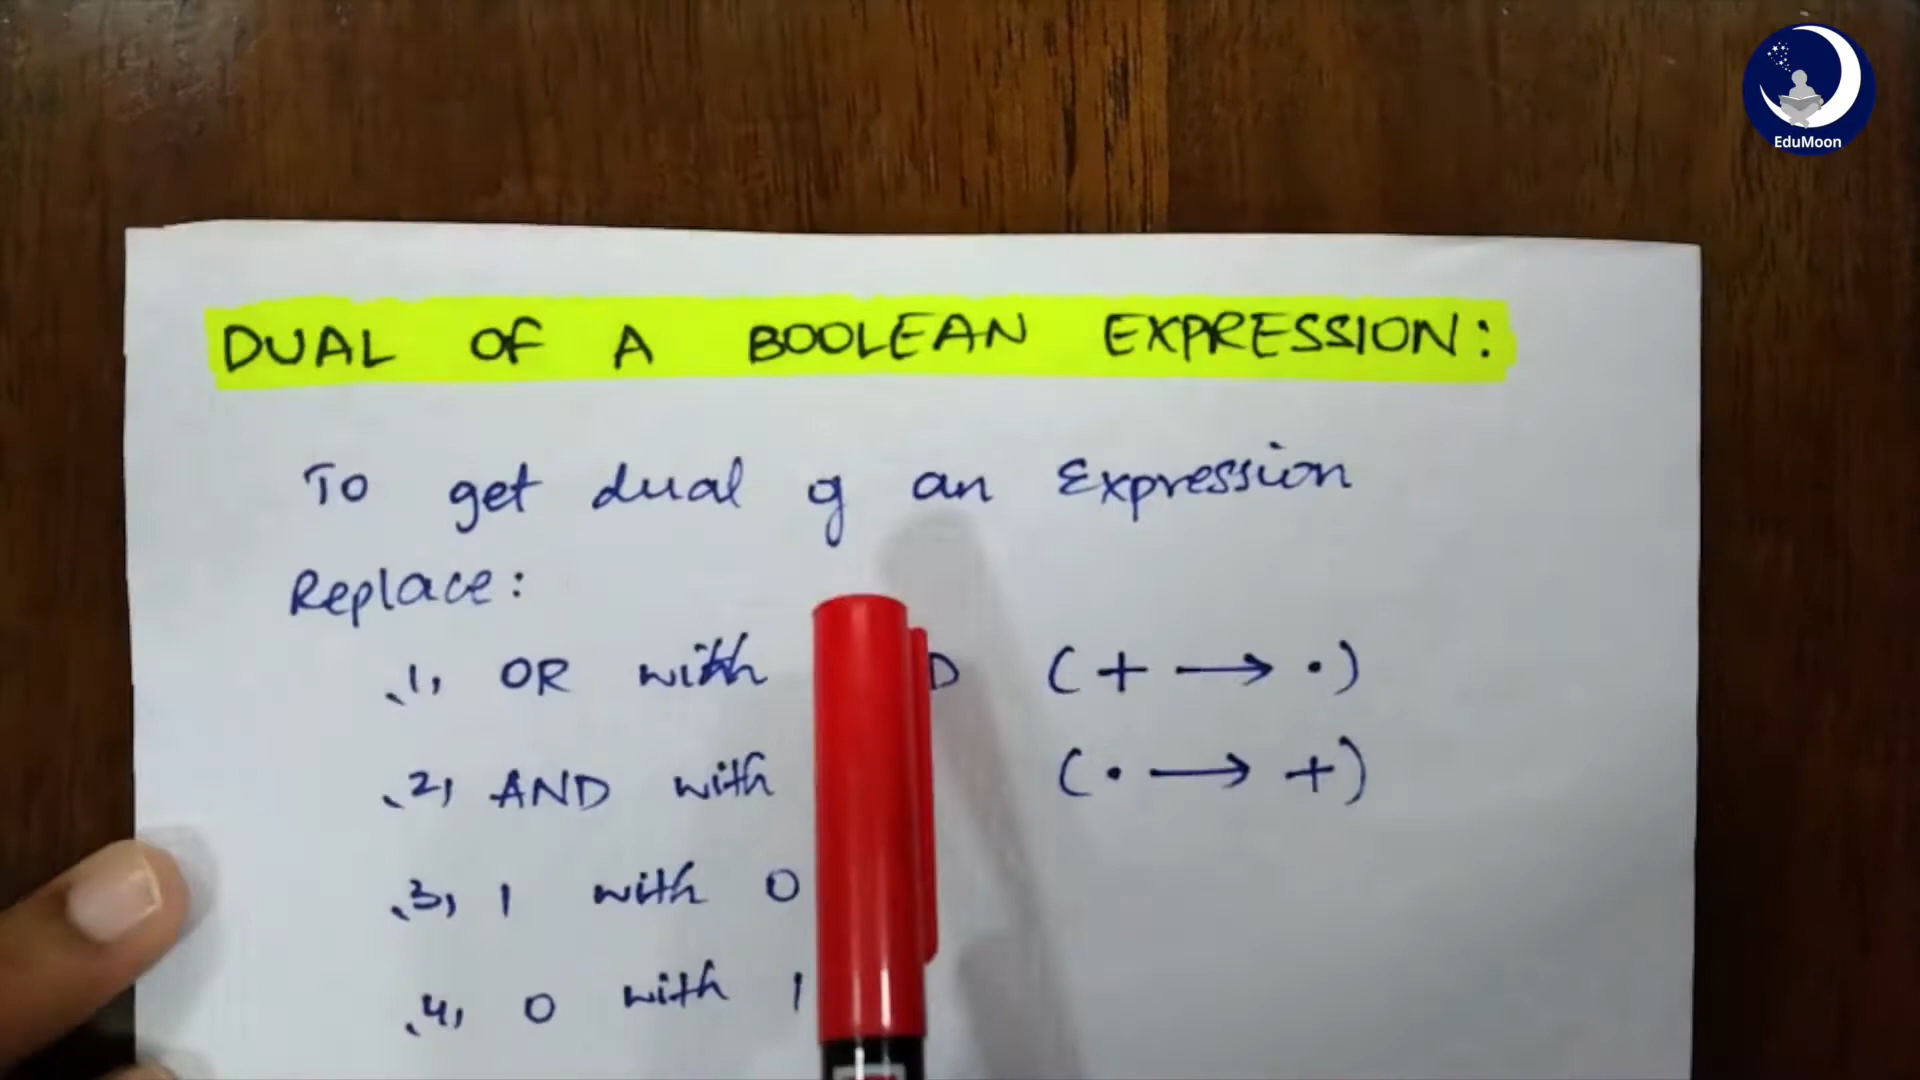 EduMoon
DUAL OF A BOOLEAN EXPRESSION:
To get dual of an Expression
Replace:
1, OR with D (+ → •)
2, AND with (• → +)
3, 1 with 0
4, 0 with 1